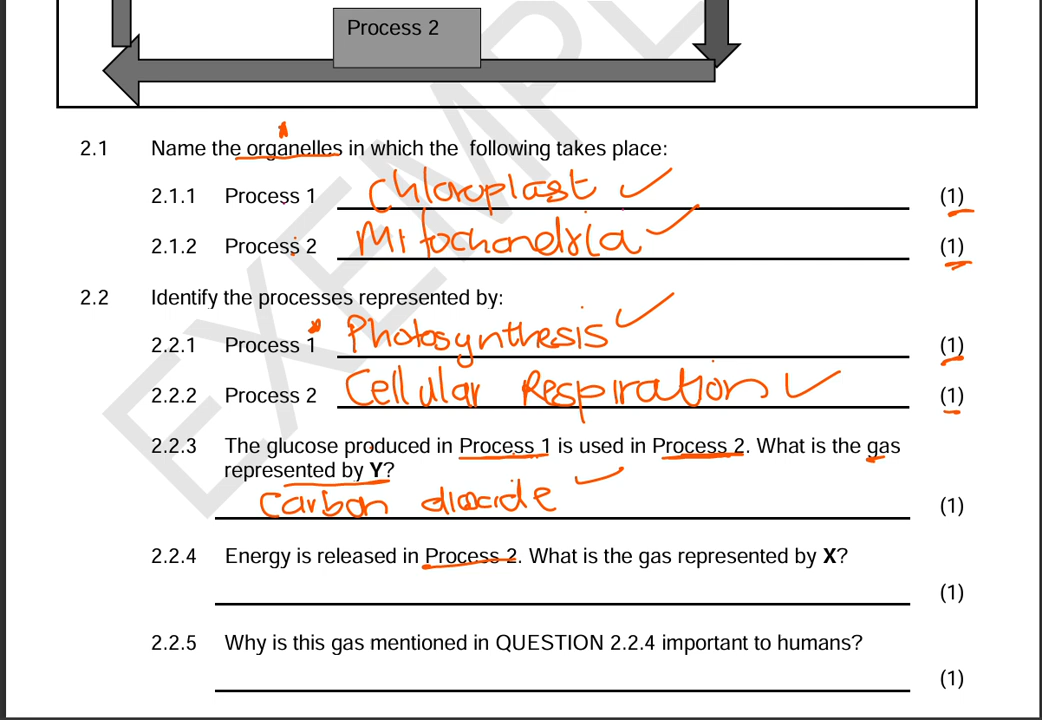 Process 2
2.1 Name the organelles in which the following takes place:
2.1.1 Process 1 Chloroplast (1)
2.1.2 Process 2 Mitochondria (1)
2.2 Identify the processes represented by:
2.2.1 Process 1 Photosynthesis (1)
2.2.2 Process 2 Cellular Respiration (1)
2.2.3 The glucose produced in Process 1 is used in Process 2. What is the gas
represented by Y?
Carbon dioxide (1)
2.2.4 Energy is released in Process 2. What is the gas represented by X?
(1)
2.2.5 Why is this gas mentioned in QUESTION 2.2.4 important to humans?
(1)